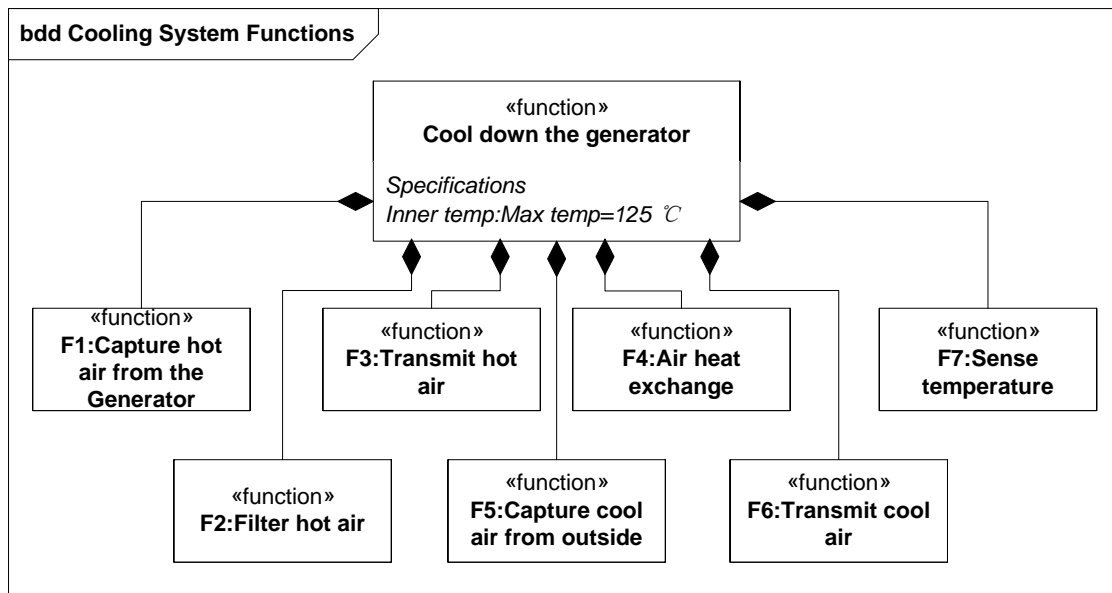 bdd Cooling System Functions
«function»
Cool down the generator
Specifications
Inner temp:Max temp=125 ℃
«function»
F1:Capture hot
air from the
Generator
«function»
F3:Transmit hot
air
«function»
F4:Air heat
exchange
«function»
F7:Sense
temperature
«function»
F2:Filter hot air
«function»
F5:Capture cool
air from outside
«function»
F6:Transmit cool
air